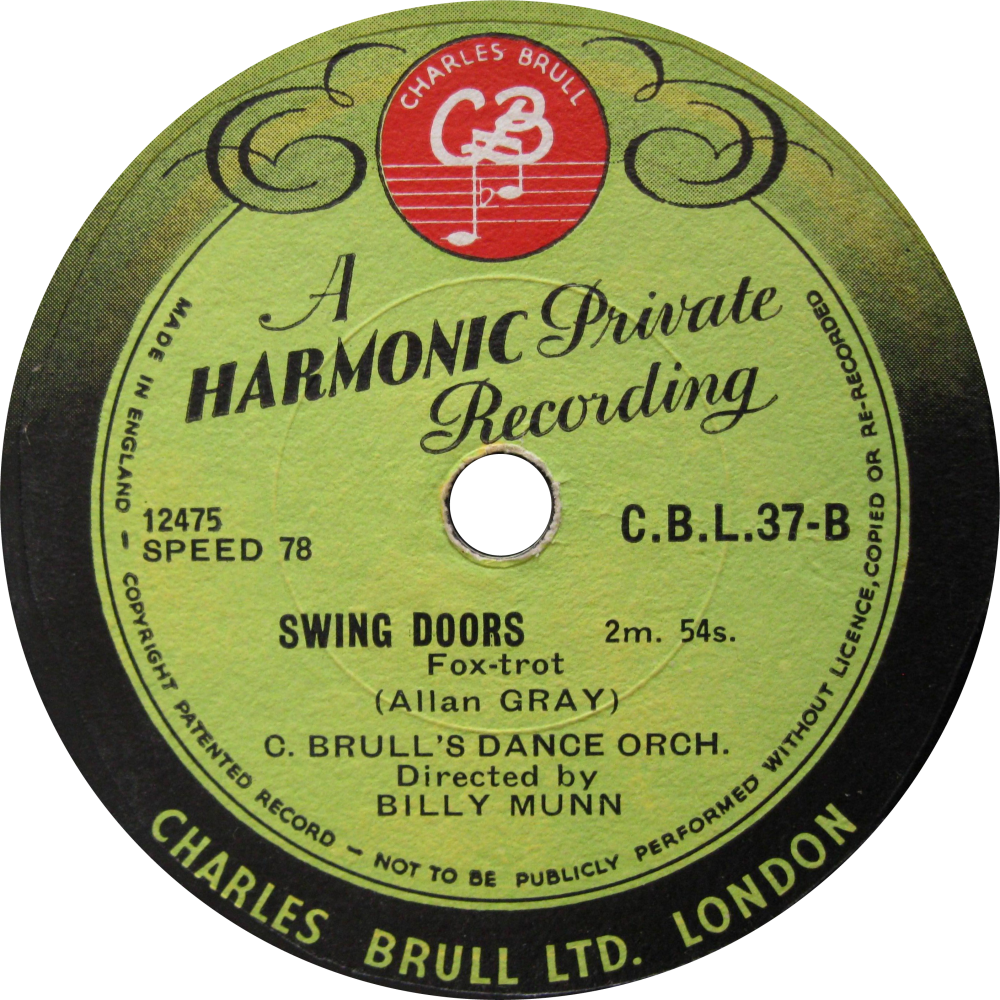 CHARLES BRULL
CB
A
HARMONIC Private
Recording
12475
SPEED 78
C.B.L.37-B
SWING DOORS 2m. 54s.
Fox-trot
(Allan GRAY)
C. BRULL'S DANCE ORCH.
Directed by
BILLY MUNN
MADE IN ENGLAND - COPYRIGHT PATENTED RECORD - NOT TO BE PUBLICLY PERFORMED WITHOUT LICENCE, COPIED OR RE-RECORDED
CHARLES BRULL LTD. LONDON